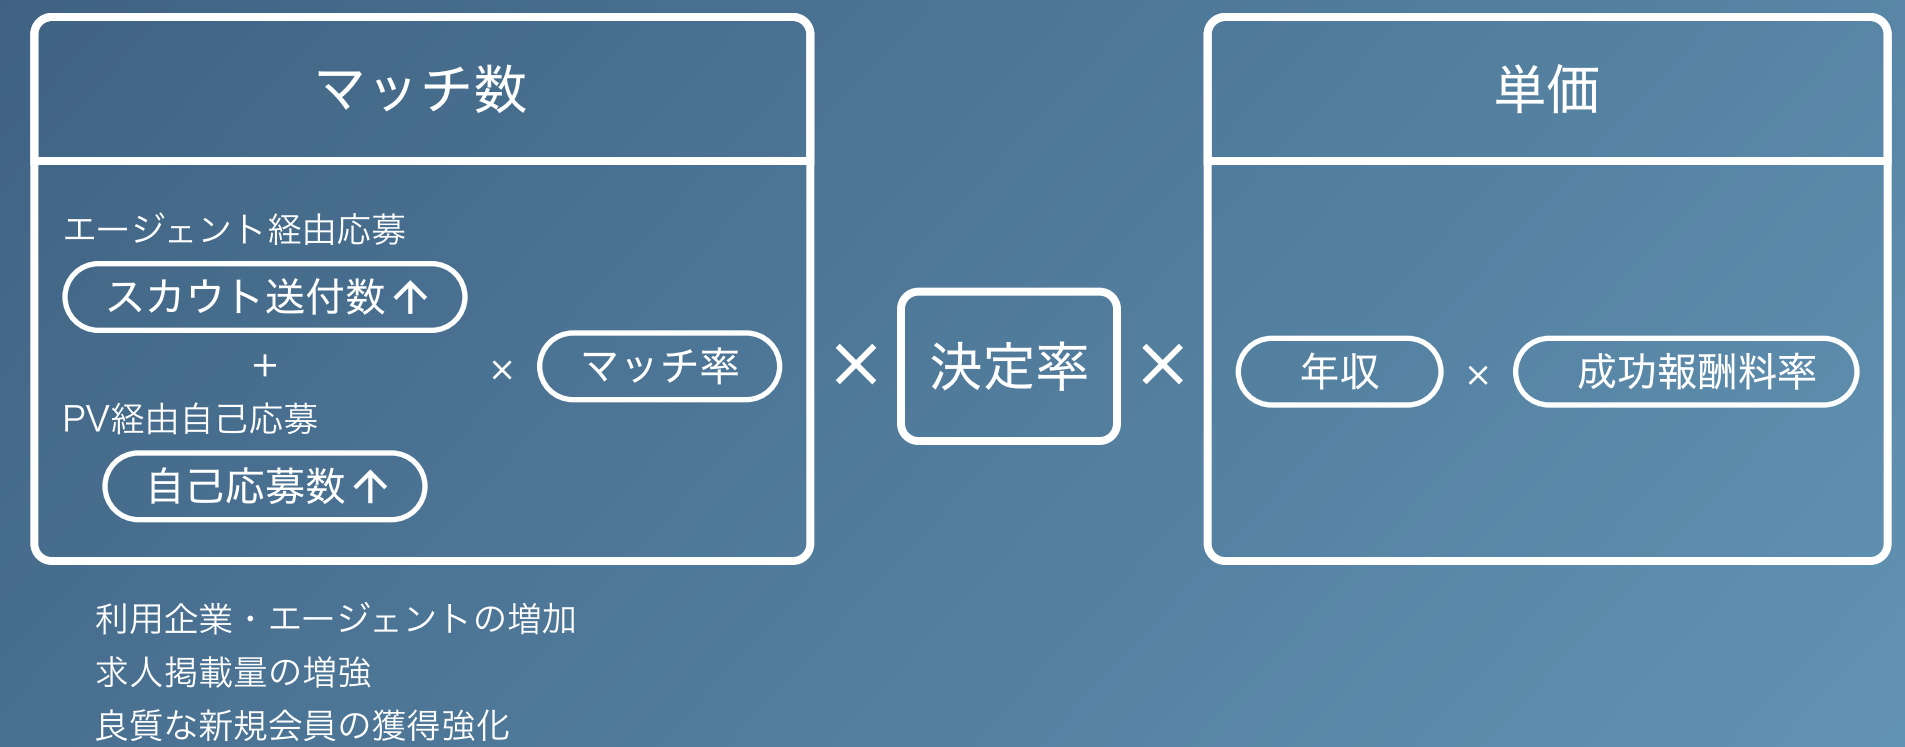 マッチ数
エージェント経由応募
スカウト送付数↑
+
PV経由自己応募
自己応募数↑
×
マッチ率
×
決定率
×
単価
年収
×
成功報酬料率
利用企業・エージェントの増加
求人掲載量の増強
良質な新規会員の獲得強化